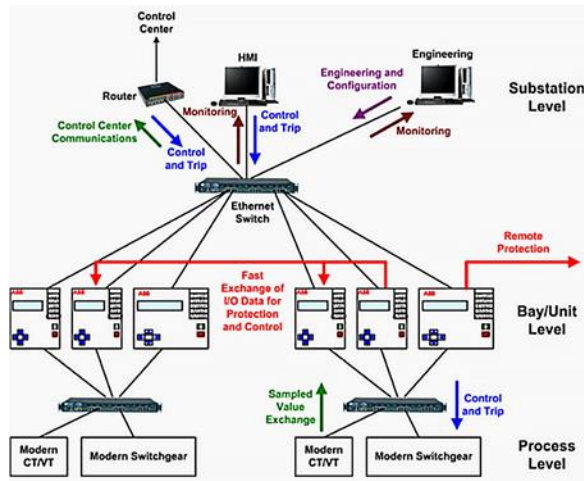 Control
Center
HMI
Engineering
Router
Engineering and
Configuration
Substation
Level
Monitoring
Control
and Trip
Control Center
Communications
Control
and Trip
Monitoring
Ethernet
Switch
Remote
Protection
Fast
Exchange of
I/O Data for
Protection
and Control
ABB
ABB
ABB
ABB
ABB
ABB
Bay/Unit
Level
Sampled
Value
Exchange
Control
and Trip
Modern
CT/VT
Modern Switchgear
Modern
CT/VT
Modern Switchgear
Process
Level